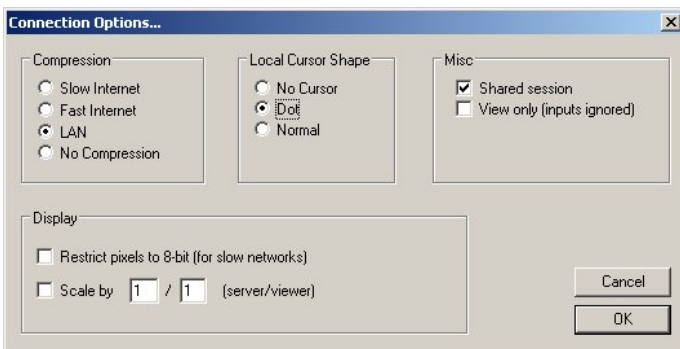 Connection Options...
Compression
Slow Internet
Fast Internet
LAN
No Compression
Local Cursor Shape
No Cursor
Dot
Normal
Misc
Shared session
View only (inputs ignored)
Display
Restrict pixels to 8-bit (for slow networks)
Scale by 1 / 1 (server/viewer)
Cancel
OK